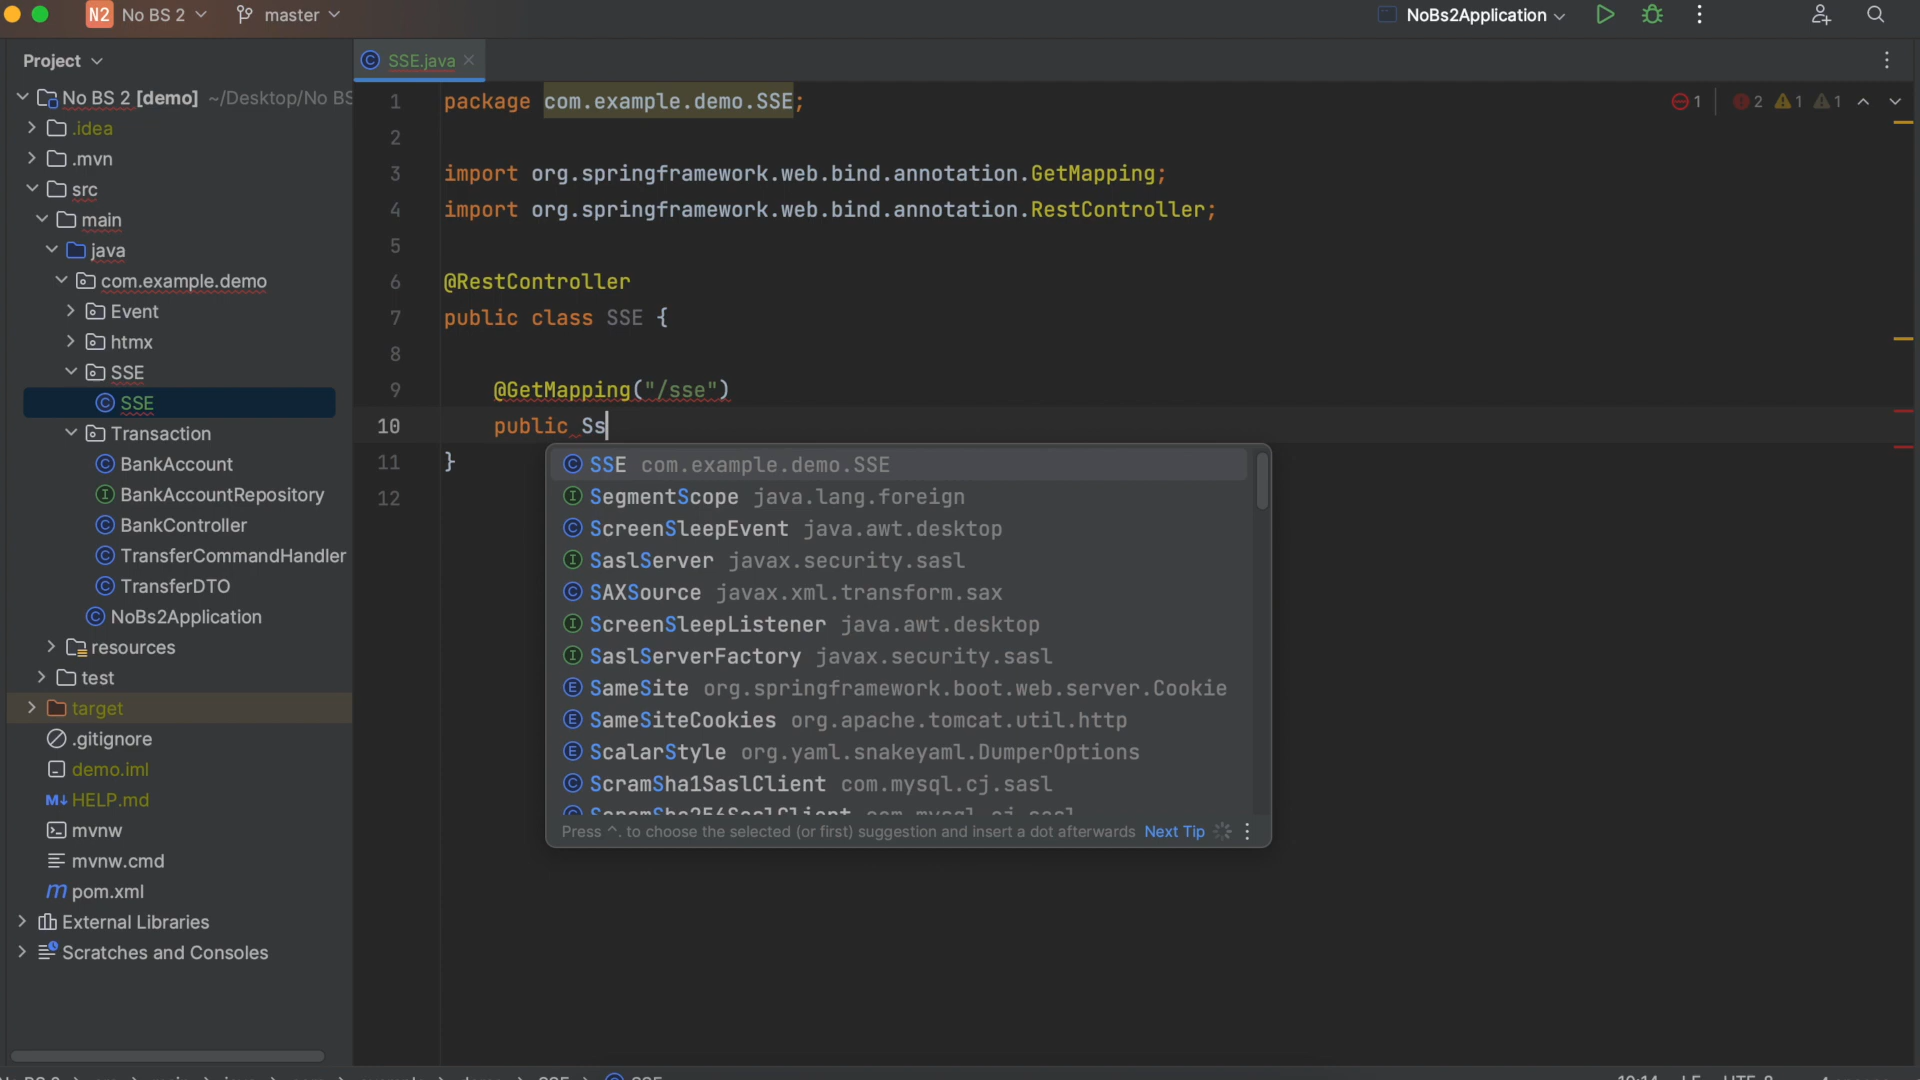 N2 No BS 2 master NoBs2Application
Project
SSE.java
No BS 2 [demo] ~/Desktop/No BS
.idea
.mvn
src
main
java
com.example.demo
Event
htmx
SSE
SSE
Transaction
BankAccount
BankAccountRepository
BankController
TransferCommandHandler
TransferDTO
NoBs2Application
resources
test
target
.gitignore
demo.iml
M↓ HELP.md
mvnw
mvnw.cmd
m pom.xml
External Libraries
Scratches and Consoles
1 package com.example.demo.SSE;
1 2 1 1
2
3 import org.springframework.web.bind.annotation.GetMapping;
4 import org.springframework.web.bind.annotation.RestController;
5
6 @RestController
7 public class SSE {
8
9 @GetMapping("/sse")
10 public Ss
11 }
12
C SSE com.example.demo.SSE
I SegmentScope java.lang.foreign
C ScreenSleepEvent java.awt.desktop
I SaslServer javax.security.sasl
C SAXSource javax.xml.transform.sax
I ScreenSleepListener java.awt.desktop
I SaslServerFactory javax.security.sasl
E SameSite org.springframework.boot.web.server.Cookie
E SameSiteCookies org.apache.tomcat.util.http
E ScalarStyle org.yaml.snakeyaml.DumperOptions
C ScramSha1SaslClient com.mysql.cj.sasl
C ScramSha256SaslClient com.mysql.cj.sasl
Press ^. to choose the selected (or first) suggestion and insert a dot afterwards Next Tip